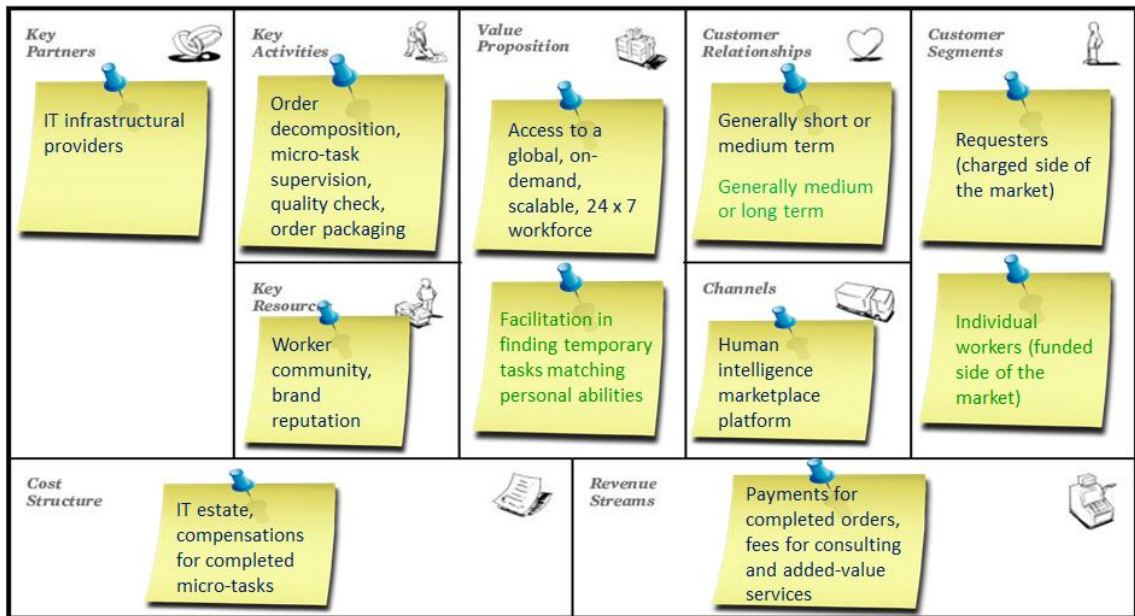 Key
Partners
IT infrastructural
providers
Key
Activities
Order
decomposition,
micro-task
supervision,
quality check,
order packaging
Key
Resourc
Worker
community,
brand
reputation
Value
Proposition
Access to a
global, on-
demand,
scalable, 24 x 7
workforce
Facilitation in
finding temporary
tasks matching
personal abilities
Customer
Relationships
Generally short or
medium term
Generally medium
or long term
Channels
Human
intelligence
marketplace
platform
Customer
Segments
Requesters
(charged side of
the market)
Individual
workers (funded
side of the
market)
Cost
Structure
IT estate,
compensations
for completed
micro-tasks
Revenue
Streams
Payments for
completed orders,
fees for consulting
and added-value
services